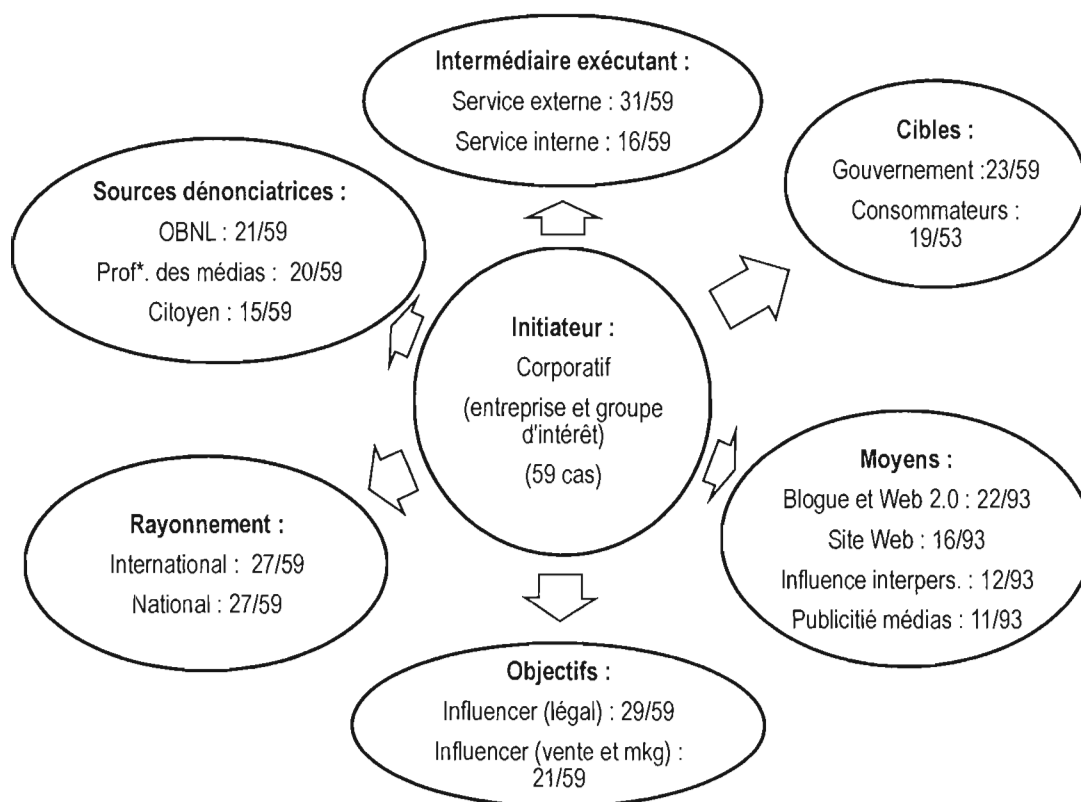 Intermédiaire exécutant :
Service externe : 31/59
Service interne : 16/59
Cibles :
Gouvernement :23/59
Consommateurs :
19/53
Sources dénonciatrices :
OBNL : 21/59
Prof*. des médias : 20/59
Citoyen : 15/59
Initiateur :
Corporatif
(entreprise et groupe
d'intérêt)
(59 cas)
Moyens :
Blogue et Web 2.0 : 22/93
Site Web : 16/93
Influence interpers. : 12/93
Publicitié médias : 11/93
Rayonnement :
International : 27/59
National : 27/59
Objectifs :
Influencer (légal) : 29/59
Influencer (vente et mkg) :
21/59